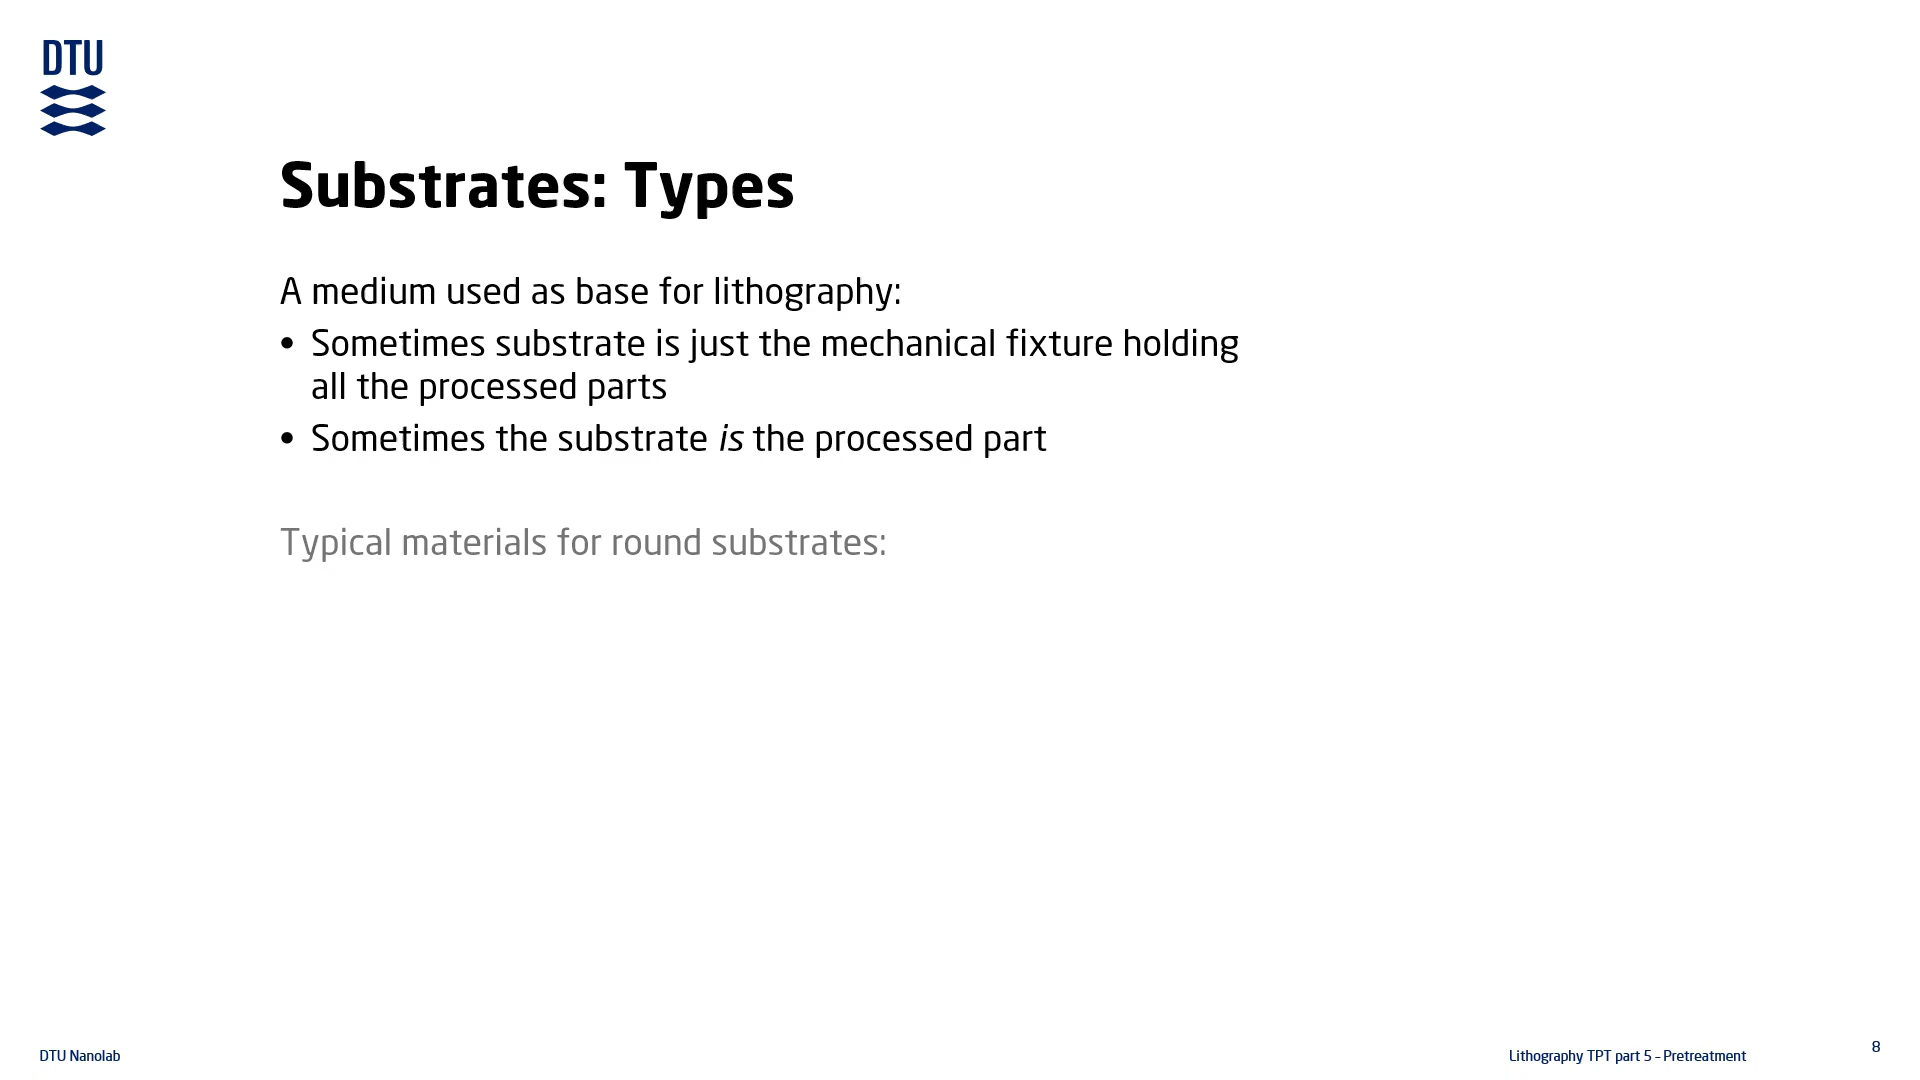 DTU
Substrates: Types
A medium used as base for lithography:
• Sometimes substrate is just the mechanical fixture holding
all the processed parts
• Sometimes the substrate is the processed part
Typical materials for round substrates:
DTU Nanolab
Lithography TPT part 5 – Pretreatment
8